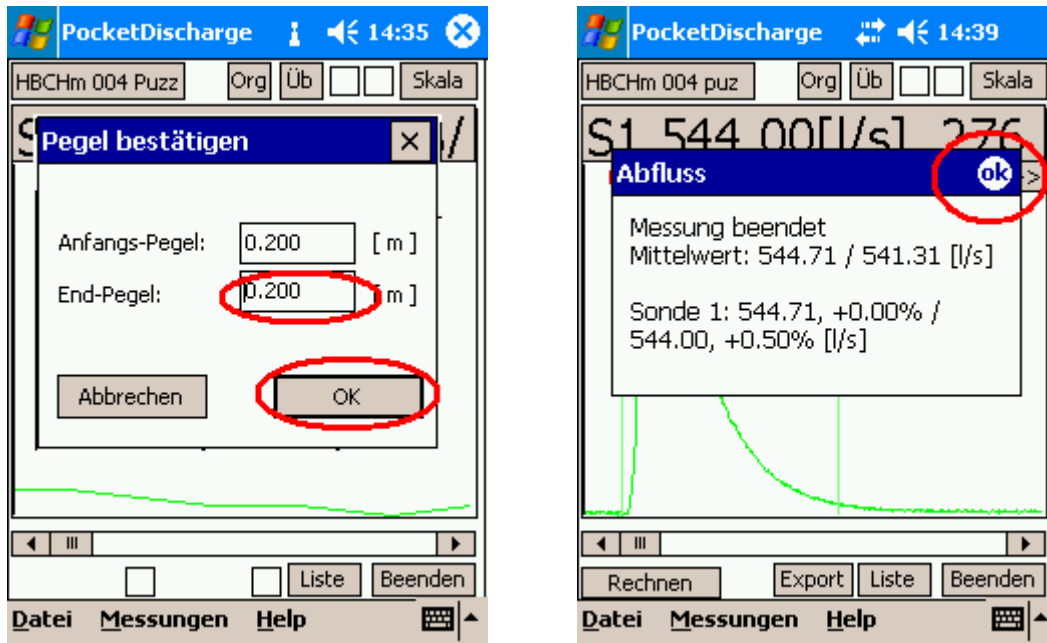 PocketDischarge 14:35
HBCHm 004 Puzz Org Üb Skala
Pegel bestätigen
Anfangs-Pegel: 0.200 [ m ]
End-Pegel: 0.200 [ m ]
Abbrechen OK
Liste Beenden
Datei Messungen Help
PocketDischarge 14:39
HBCHm 004 puz Org Üb Skala
S1 544.00[l/s] 276
Abfluss ok >
Messung beendet
Mittelwert: 544.71 / 541.31 [l/s]
Sonde 1: 544.71, +0.00% /
544.00, +0.50% [l/s]
Rechnen Export Liste Beenden
Datei Messungen Help